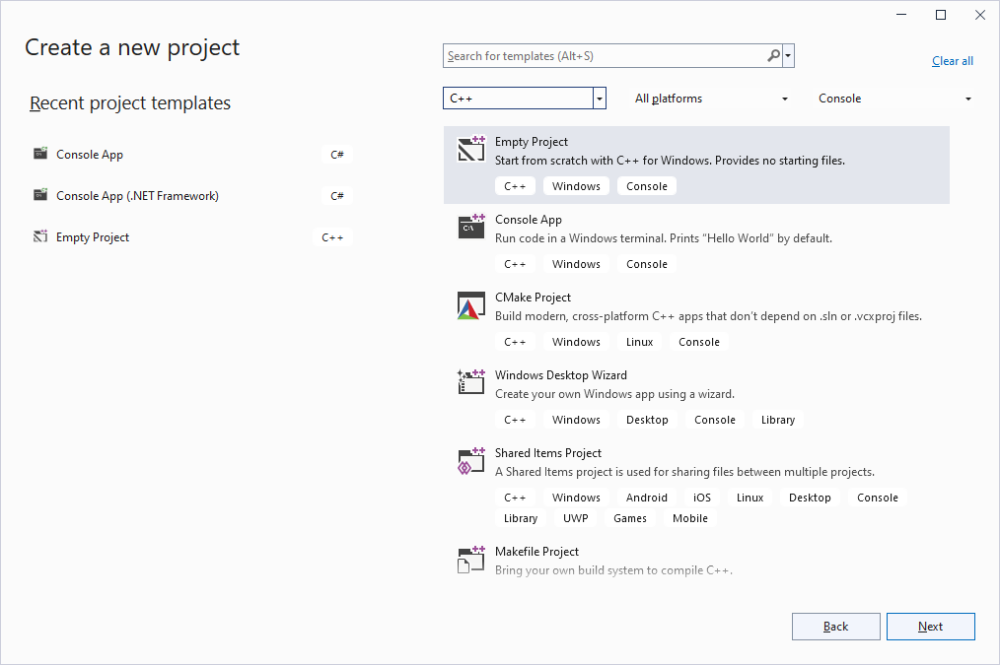 Create a new project
Search for templates (Alt+S)
Clear all
Recent project templates
C++
All platforms
Console
Console App
C#
Console App (.NET Framework)
C#
Empty Project
C++
Empty Project
Start from scratch with C++ for Windows. Provides no starting files.
C++ Windows Console
Console App
C:\
Run code in a Windows terminal. Prints "Hello World" by default.
C++ Windows Console
CMake Project
Build modern, cross-platform C++ apps that don't depend on .sln or .vcxproj files.
C++ Windows Linux Console
Windows Desktop Wizard
Create your own Windows app using a wizard.
C++ Windows Desktop Console Library
Shared Items Project
A Shared Items project is used for sharing files between multiple projects.
C++ Windows Android iOS Linux Desktop Console
Library UWP Games Mobile
Makefile Project
Bring your own build system to compile C++.
Back
Next